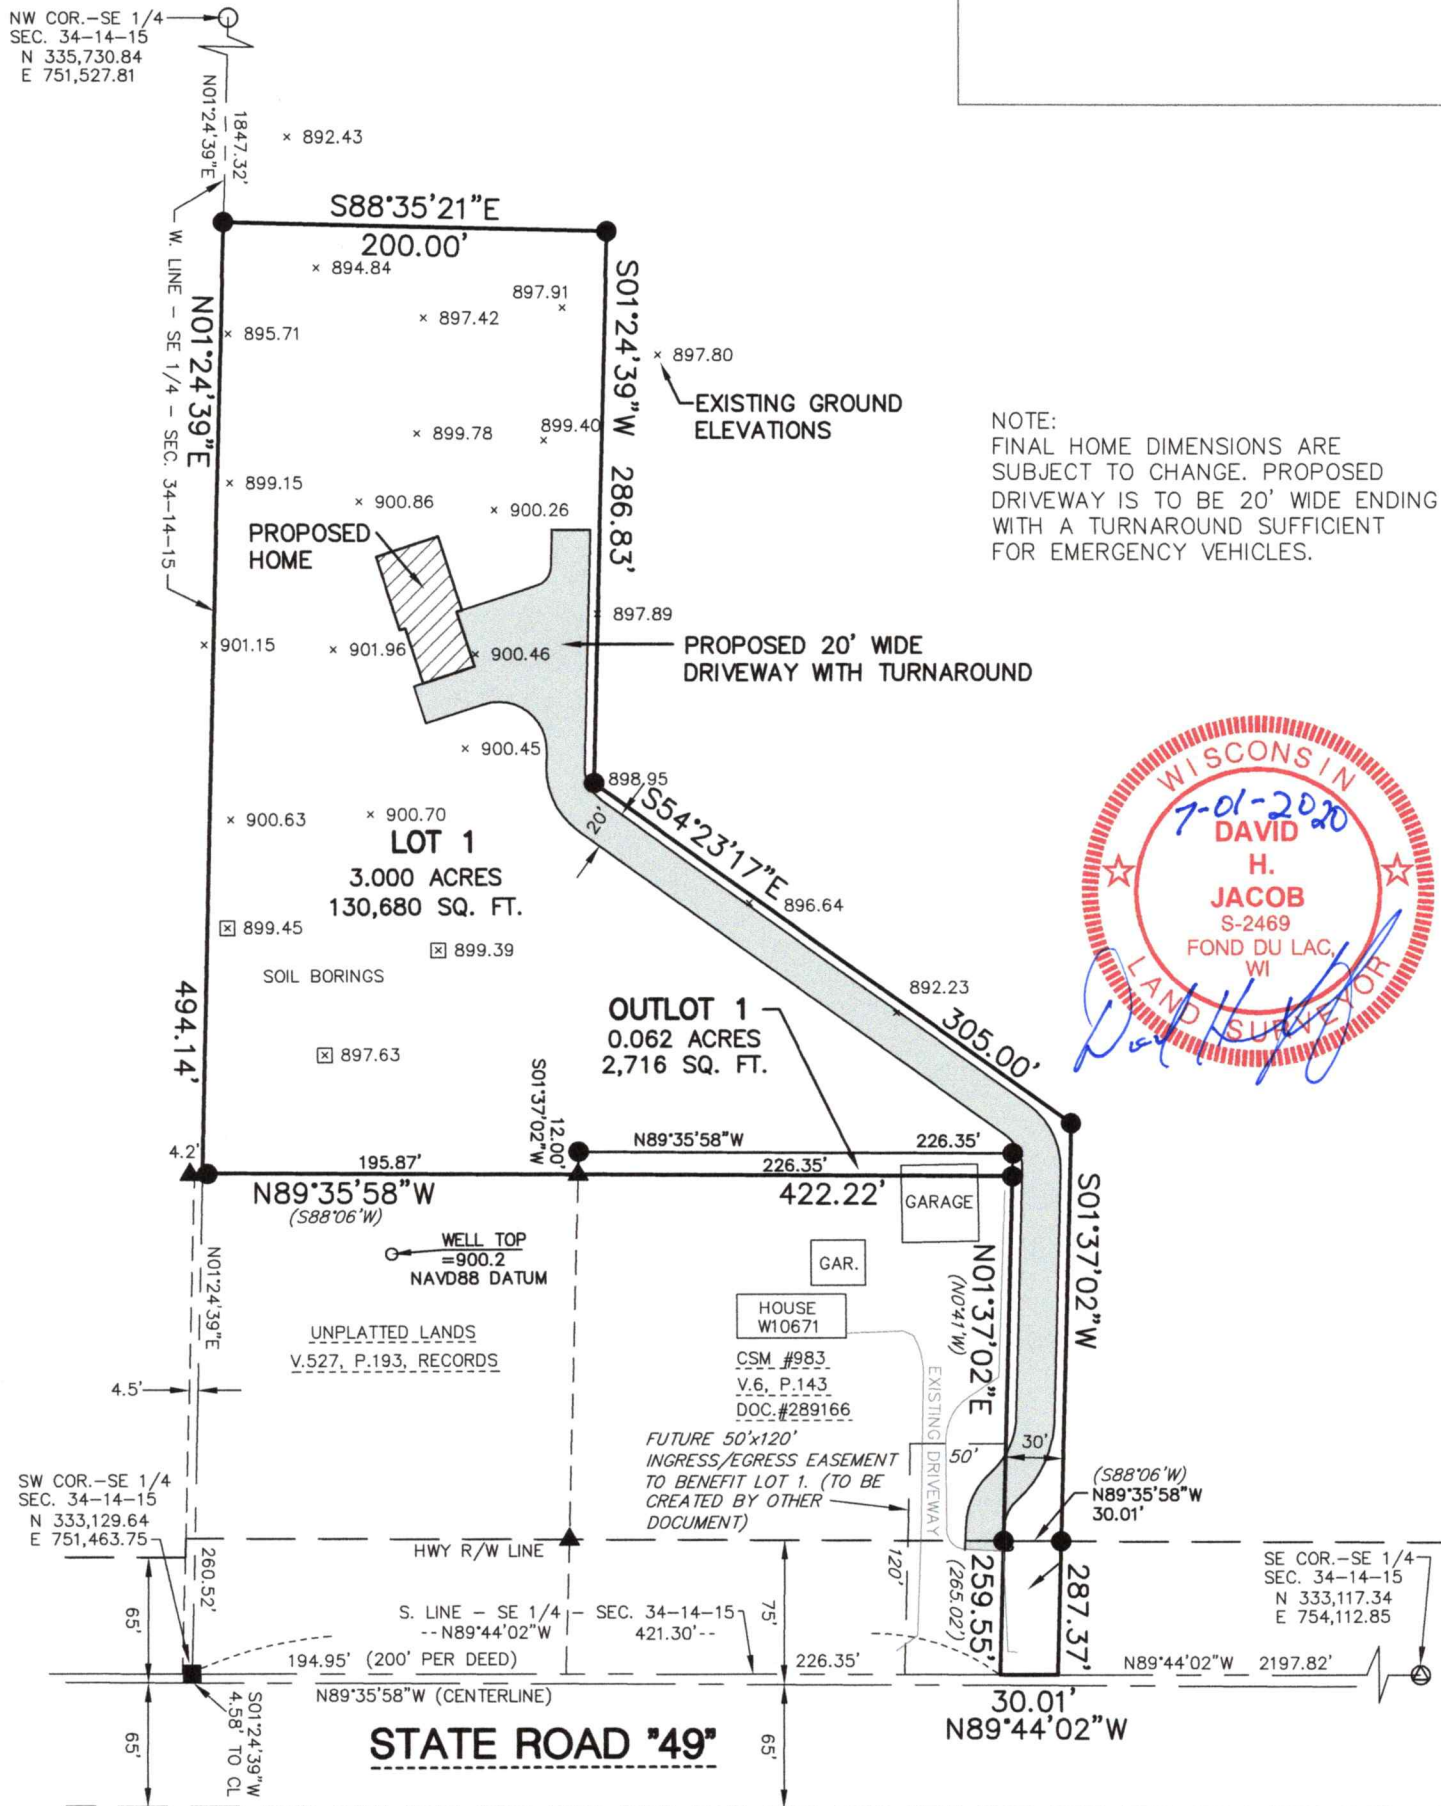 NW COR.-SE 1/4
SEC. 34-14-15
N 335,730.84
E 751,527.81
N01°24'39"E
1847.32'
892.43
S88°35'21"E
200.00'
W. LINE - SE 1/4 - SEC. 34-14-15
894.84
897.91
897.42
895.71
N01°24'39"E
494.14'
S01°24'39"W 286.83'
897.80
EXISTING GROUND
ELEVATIONS
NOTE:
FINAL HOME DIMENSIONS ARE
SUBJECT TO CHANGE. PROPOSED
DRIVEWAY IS TO BE 20' WIDE ENDING
WITH A TURNAROUND SUFFICIENT
FOR EMERGENCY VEHICLES.
899.40
899.78
899.15
900.86
900.26
PROPOSED
HOME
897.89
901.15
901.96
900.46
PROPOSED 20' WIDE
DRIVEWAY WITH TURNAROUND
900.45
898.95
20'
S54°23'17"E
305.00'
900.63
900.70
LOT 1
3.000 ACRES
130,680 SQ. FT.
896.64
899.45
899.39
SOIL BORINGS
892.23
897.63
WISCONSIN
7-01-2020
DAVID
H.
JACOB
S-2469
FOND DU LAC,
WI
LAND SURVEYOR
OUTLOT 1
0.062 ACRES
2,716 SQ. FT.
S01°37'02"W
12.00'
N89°35'58"W
226.35'
4.2'
195.87'
226.35'
N89°35'58"W
422.22'
(S88°06'W)
GARAGE
S01°37'02"W
287.37'
N01°24'39"E
WELL TOP
=900.2
NAVD88 DATUM
GAR.
N01°37'02"E
(N0°41'W)
HOUSE
W10671
UNPLATTED LANDS
V.527, P.193, RECORDS
CSM #983
V.6, P.143
DOC.#289166
EXISTING DRIVEWAY
4.5'
FUTURE 50'x120'
INGRESS/EGRESS EASEMENT
TO BENEFIT LOT 1. (TO BE
CREATED BY OTHER
DOCUMENT)
50'
30'
(S88°06'W)
N89°35'58"W
30.01'
SW COR.-SE 1/4
SEC. 34-14-15
N 333,129.64
E 751,463.75
HWY R/W LINE
260.52'
65'
75'
120'
(265.02')
259.55'
SE COR.-SE 1/4
SEC. 34-14-15
N 333,117.34
E 754,112.85
S. LINE - SE 1/4 - SEC. 34-14-15
--N89°44'02"W 421.30'--
194.95' (200' PER DEED)
226.35'
N89°44'02"W 2197.82'
N89°35'58"W (CENTERLINE)
30.01'
N89°44'02"W
S01°24'39"W
4.58' TO CL
65'
65'
STATE ROAD "49"